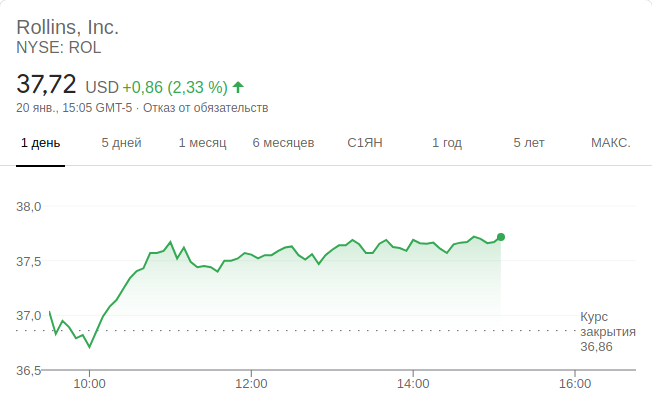 Rollins, Inc.
NYSE: ROL
37,72 USD +0,86 (2,33 %)
20 янв., 15:05 GMT-5 · Отказ от обязательств
1 день 5 дней 1 месяц 6 месяцев С1ЯН 1 год 5 лет МАКС.
38,0
37,5
37,0
Курс
закрытия
36,86
36,5
10:00 12:00 14:00 16:00